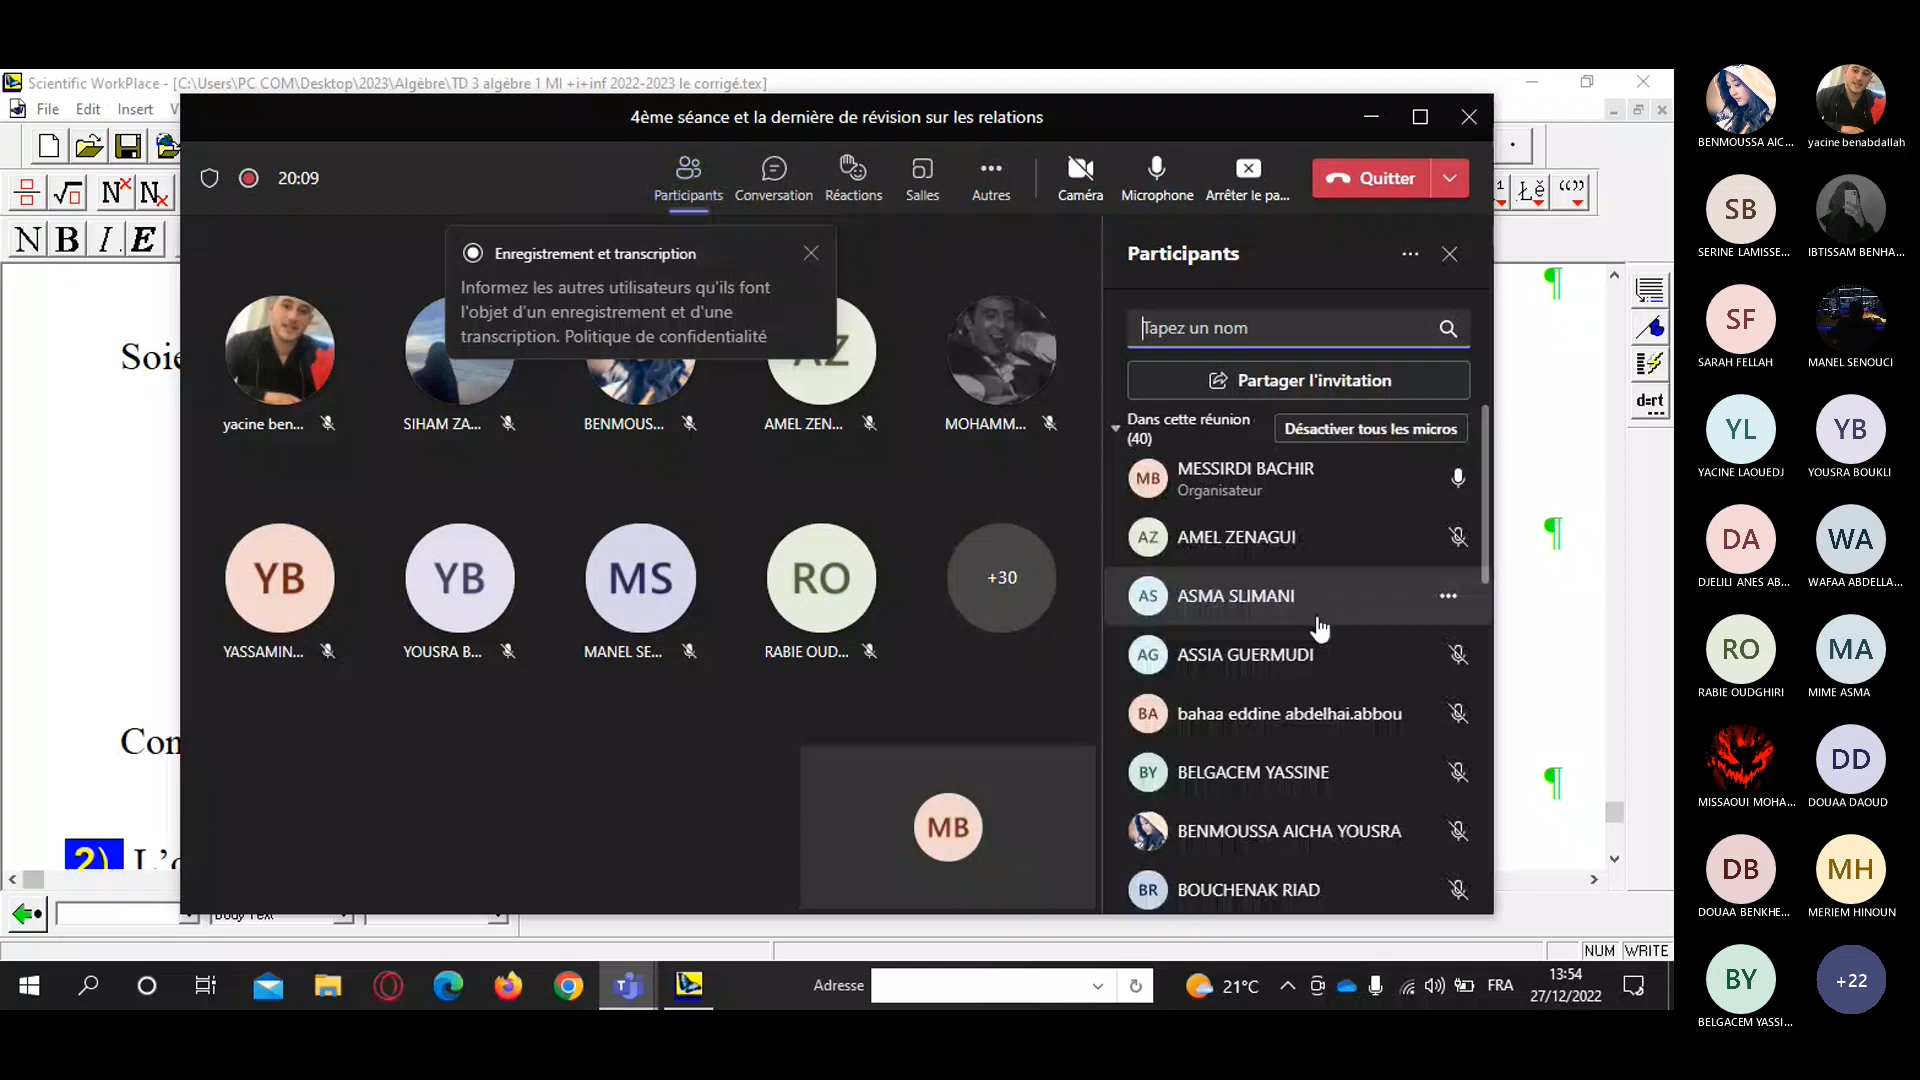 Scientific WorkPlace - [C:\Users\PC COM\Desktop\2023\Algèbre\TD 3 algèbre 1 MI +i+inf 2022-2023 le corrigé.tex]
File Edit Insert
4ème séance et la dernière de révision sur les relations
20:09
Participants Conversation Réactions Salles Autres Caméra Microphone Arrêter le pa... Quitter
N B I E
Enregistrement et transcription
Informez les autres utilisateurs qu'ils font
l'objet d'un enregistrement et d'une
transcription. Politique de confidentialité
yacine ben... SIHAM ZA... BENMOUS... AMEL ZEN... MOHAMM...
YB YB MS RO +30
YASSAMIN... YOUSRA B... MANEL SE... RABIE OUD...
MB
2)
Participants
Tapez un nom
Partager l'invitation
Dans cette réunion
(40)
Désactiver tous les micros
MB MESSIRDI BACHIR
Organisateur
AZ AMEL ZENAGUI
AS ASMA SLIMANI
AG ASSIA GUERMUDI
BA bahaa eddine abdelhai.abbou
BY BELGACEM YASSINE
BENMOUSSA AICHA YOUSRA
BR BOUCHENAK RIAD
d=rt
Body Text
NUM WRITE
Adresse
21°C
FRA
13:54
27/12/2022
BENMOUSSA AIC... yacine benabdallah
SB
SERINE LAMISSE... IBTISSAM BENHA...
SF
SARAH FELLAH MANEL SENOUCI
YL YB
YACINE LAOUEDJ YOUSRA BOUKLI
DA WA
DJELILI ANES AB... WAFAA ABDELLA...
RO MA
RABIE OUDGHIRI MIME ASMA
DD
MISSAOUI MOHA... DOUAA DAOUD
DB MH
DOUAA BENKHE... MERIEM HINOUN
BY +22
BELGACEM YASSI...